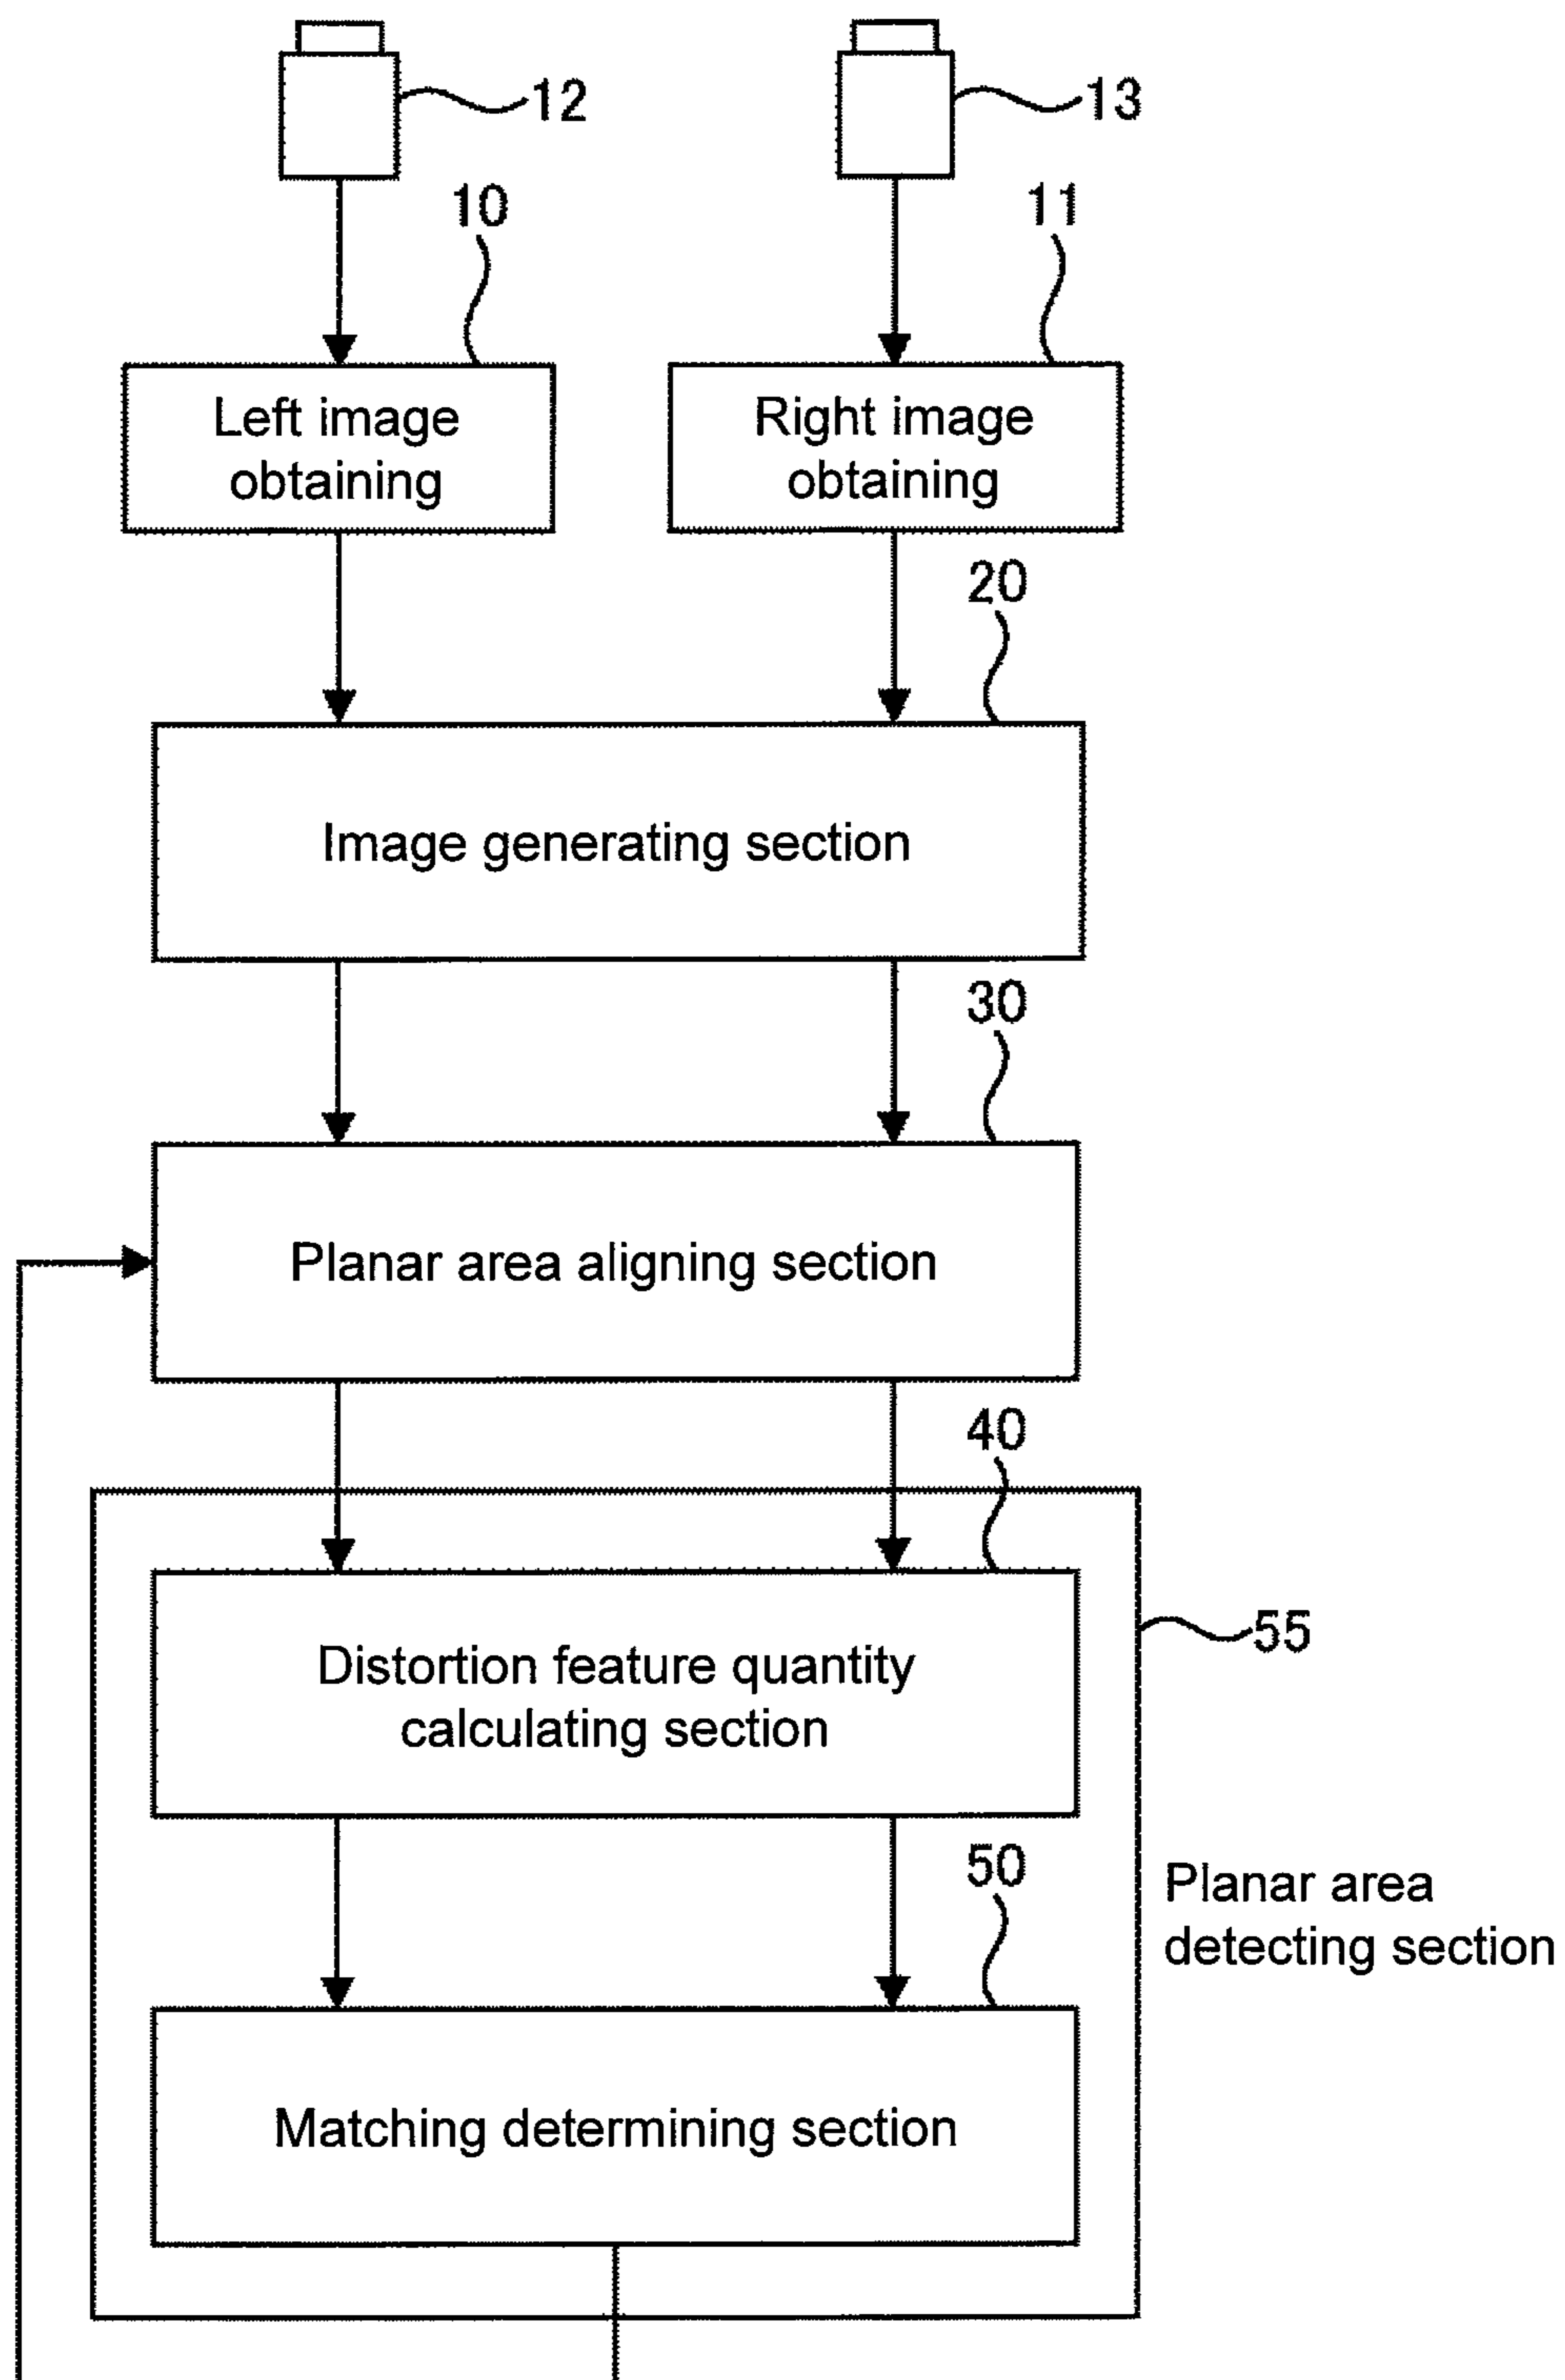 12
13
10
11
Left image
obtaining
Right image
obtaining
20
Image generating section
30
Planar area aligning section
40
Distortion feature quantity
calculating section
55
50
Planar area
detecting section
Matching determining section